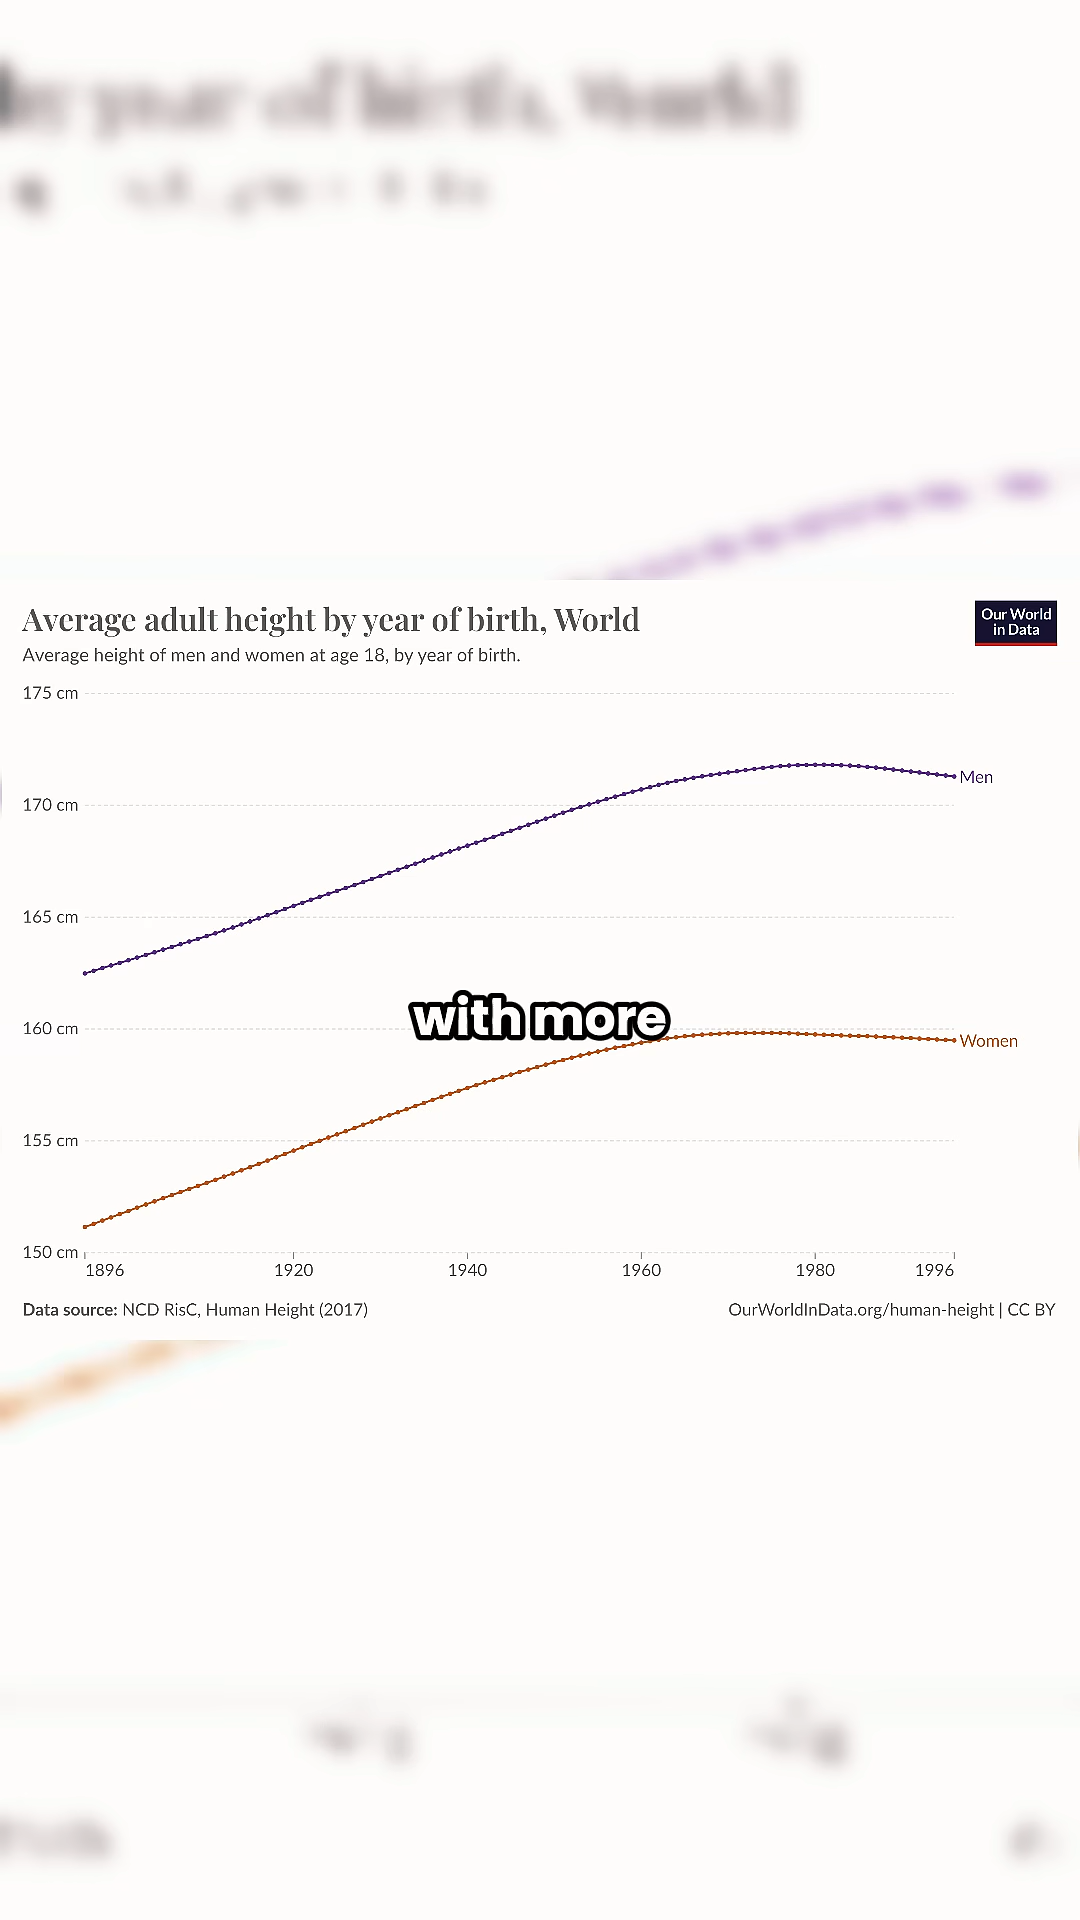 Average adult height by year of birth, World
Our World
in Data
Average height of men and women at age 18, by year of birth.
175 cm
Men
170 cm
165 cm
with more
160 cm
Women
155 cm
150 cm
1896
1920
1940
1960
1980
1996
Data source: NCD RisC, Human Height (2017)
OurWorldInData.org/human-height | CC BY